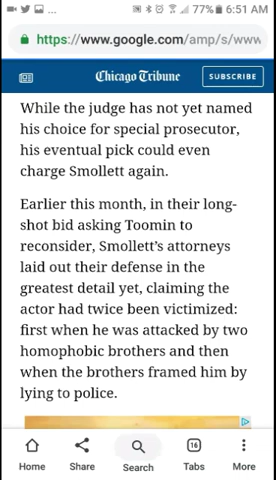 77% 6:51 AM
https://www.google.com/amp/s/www
Chicago Tribune
SUBSCRIBE
While the judge has not yet named
his choice for special prosecutor,
his eventual pick could even
charge Smollett again.
Earlier this month, in their long-
shot bid asking Toomin to
reconsider, Smollett's attorneys
laid out their defense in the
greatest detail yet, claiming the
actor had twice been victimized:
first when he was attacked by two
homophobic brothers and then
when the brothers framed him by
lying to police.
16
Home Share Search Tabs More